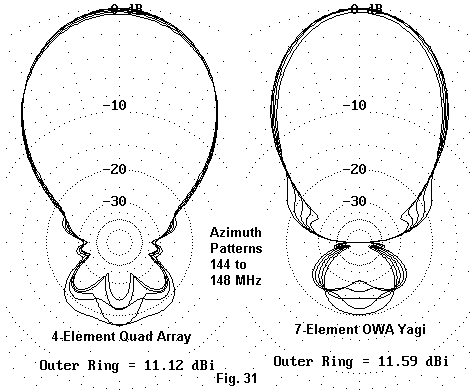 0 dB
0 dB
-10
-10
-20
-20
-30
-30
Azimuth
Patterns
144 to
148 MHz
4-Element Quad Array
7-Element OWA Yagi
Outer Ring = 11.12 dBi
Outer Ring = 11.59 dBi
Fig. 31